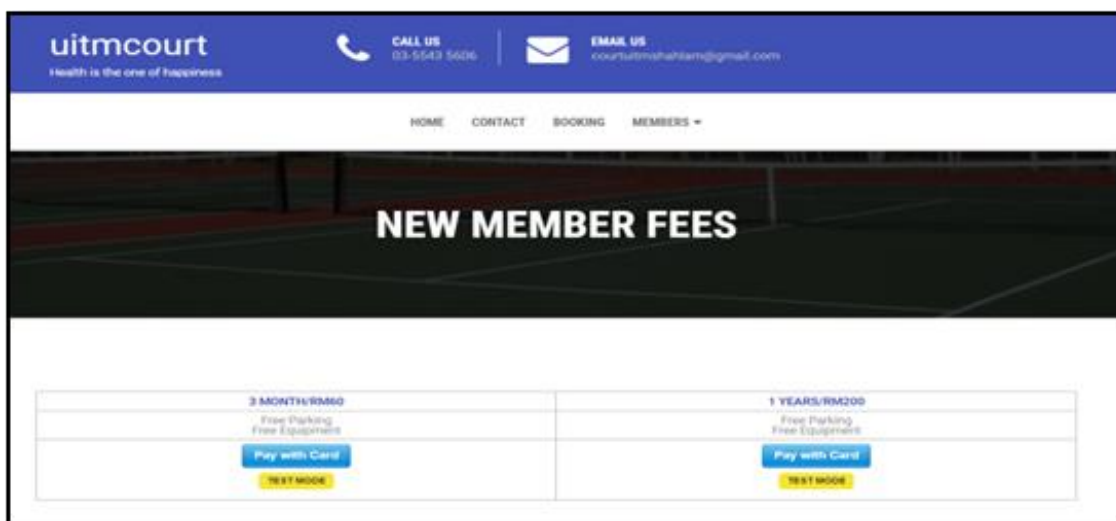 uitmcourt
Health is the one of happiness
CALL US
03-5543 5606
EMAIL US
courtuitmshahlam@gmail.com
HOME CONTACT BOOKING MEMBERS
NEW MEMBER FEES
3 MONTH/RM60 1 YEARS/RM200
Free Parking Free Parking
Free Equipment Free Equipment
Pay with Card Pay with Card
TEST MODE TEST MODE